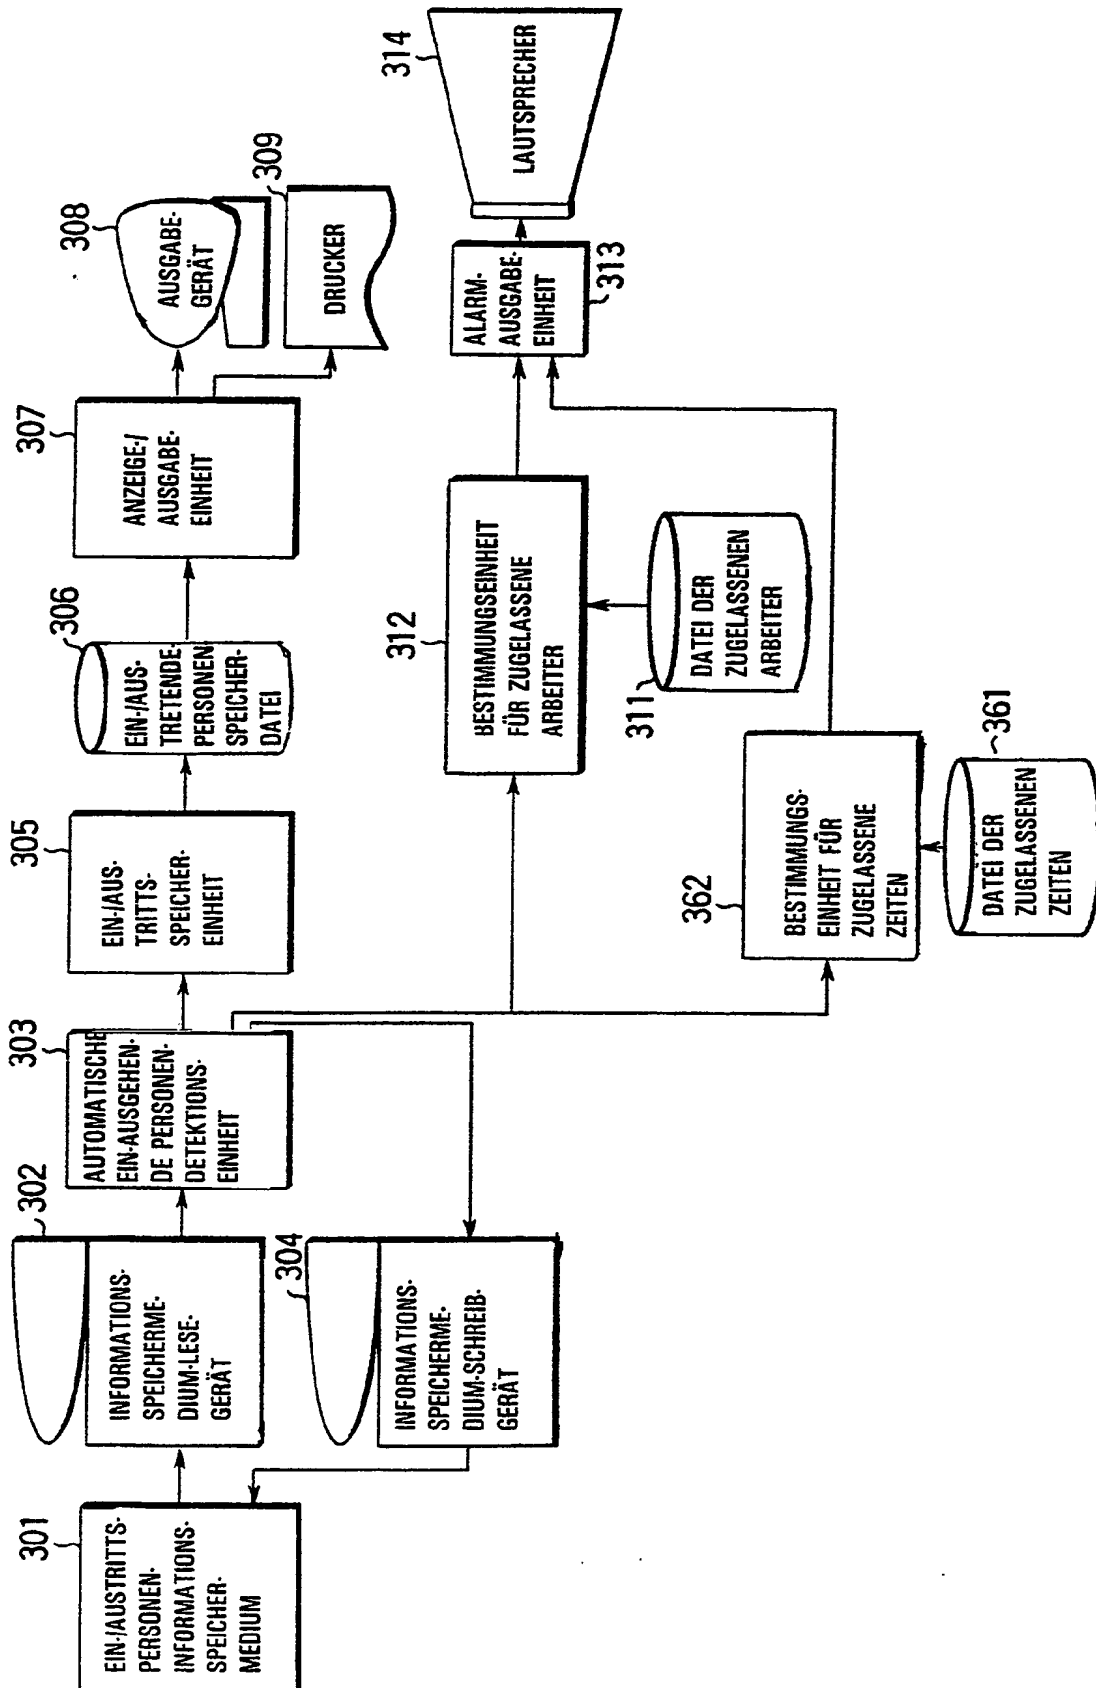 301
EIN-/AUSTRITTS-
PERSONEN-
INFORMATIONS-
SPEICHER-
MEDIUM
302
INFORMATIONS-
SPEICHERME-
DIUM-LESE-
GERÄT
304
INFORMATIONS-
SPEICHERME-
DIUM-SCHREIB-
GERÄT
303
AUTOMATISCHE
EIN-AUSGEHEN-
DE PERSONEN-
DETEKTIONS-
EINHEIT
305
EIN-/AUS-
TRITTS-
SPEICHER-
EINHEIT
306
EIN-/AUS-
TRETENDE-
PERSONEN
SPEICHER-
DATEI
307
ANZEIGE-/
AUSGABE-
EINHEIT
308
AUSGABE-
GERÄT
309
DRUCKER
312
BESTIMMUNGSEINHEIT
FÜR ZUGELASSENE
ARBEITER
311
DATEI DER
ZUGELASSENEN
ARBEITER
362
BESTIMMUNGS-
EINHEIT FÜR
ZUGELASSENE
ZEITEN
361
DATEI DER
ZUGELASSENEN
ZEITEN
ALARM-
AUSGABE-
EINHEIT
313
314
LAUTSPRECHER